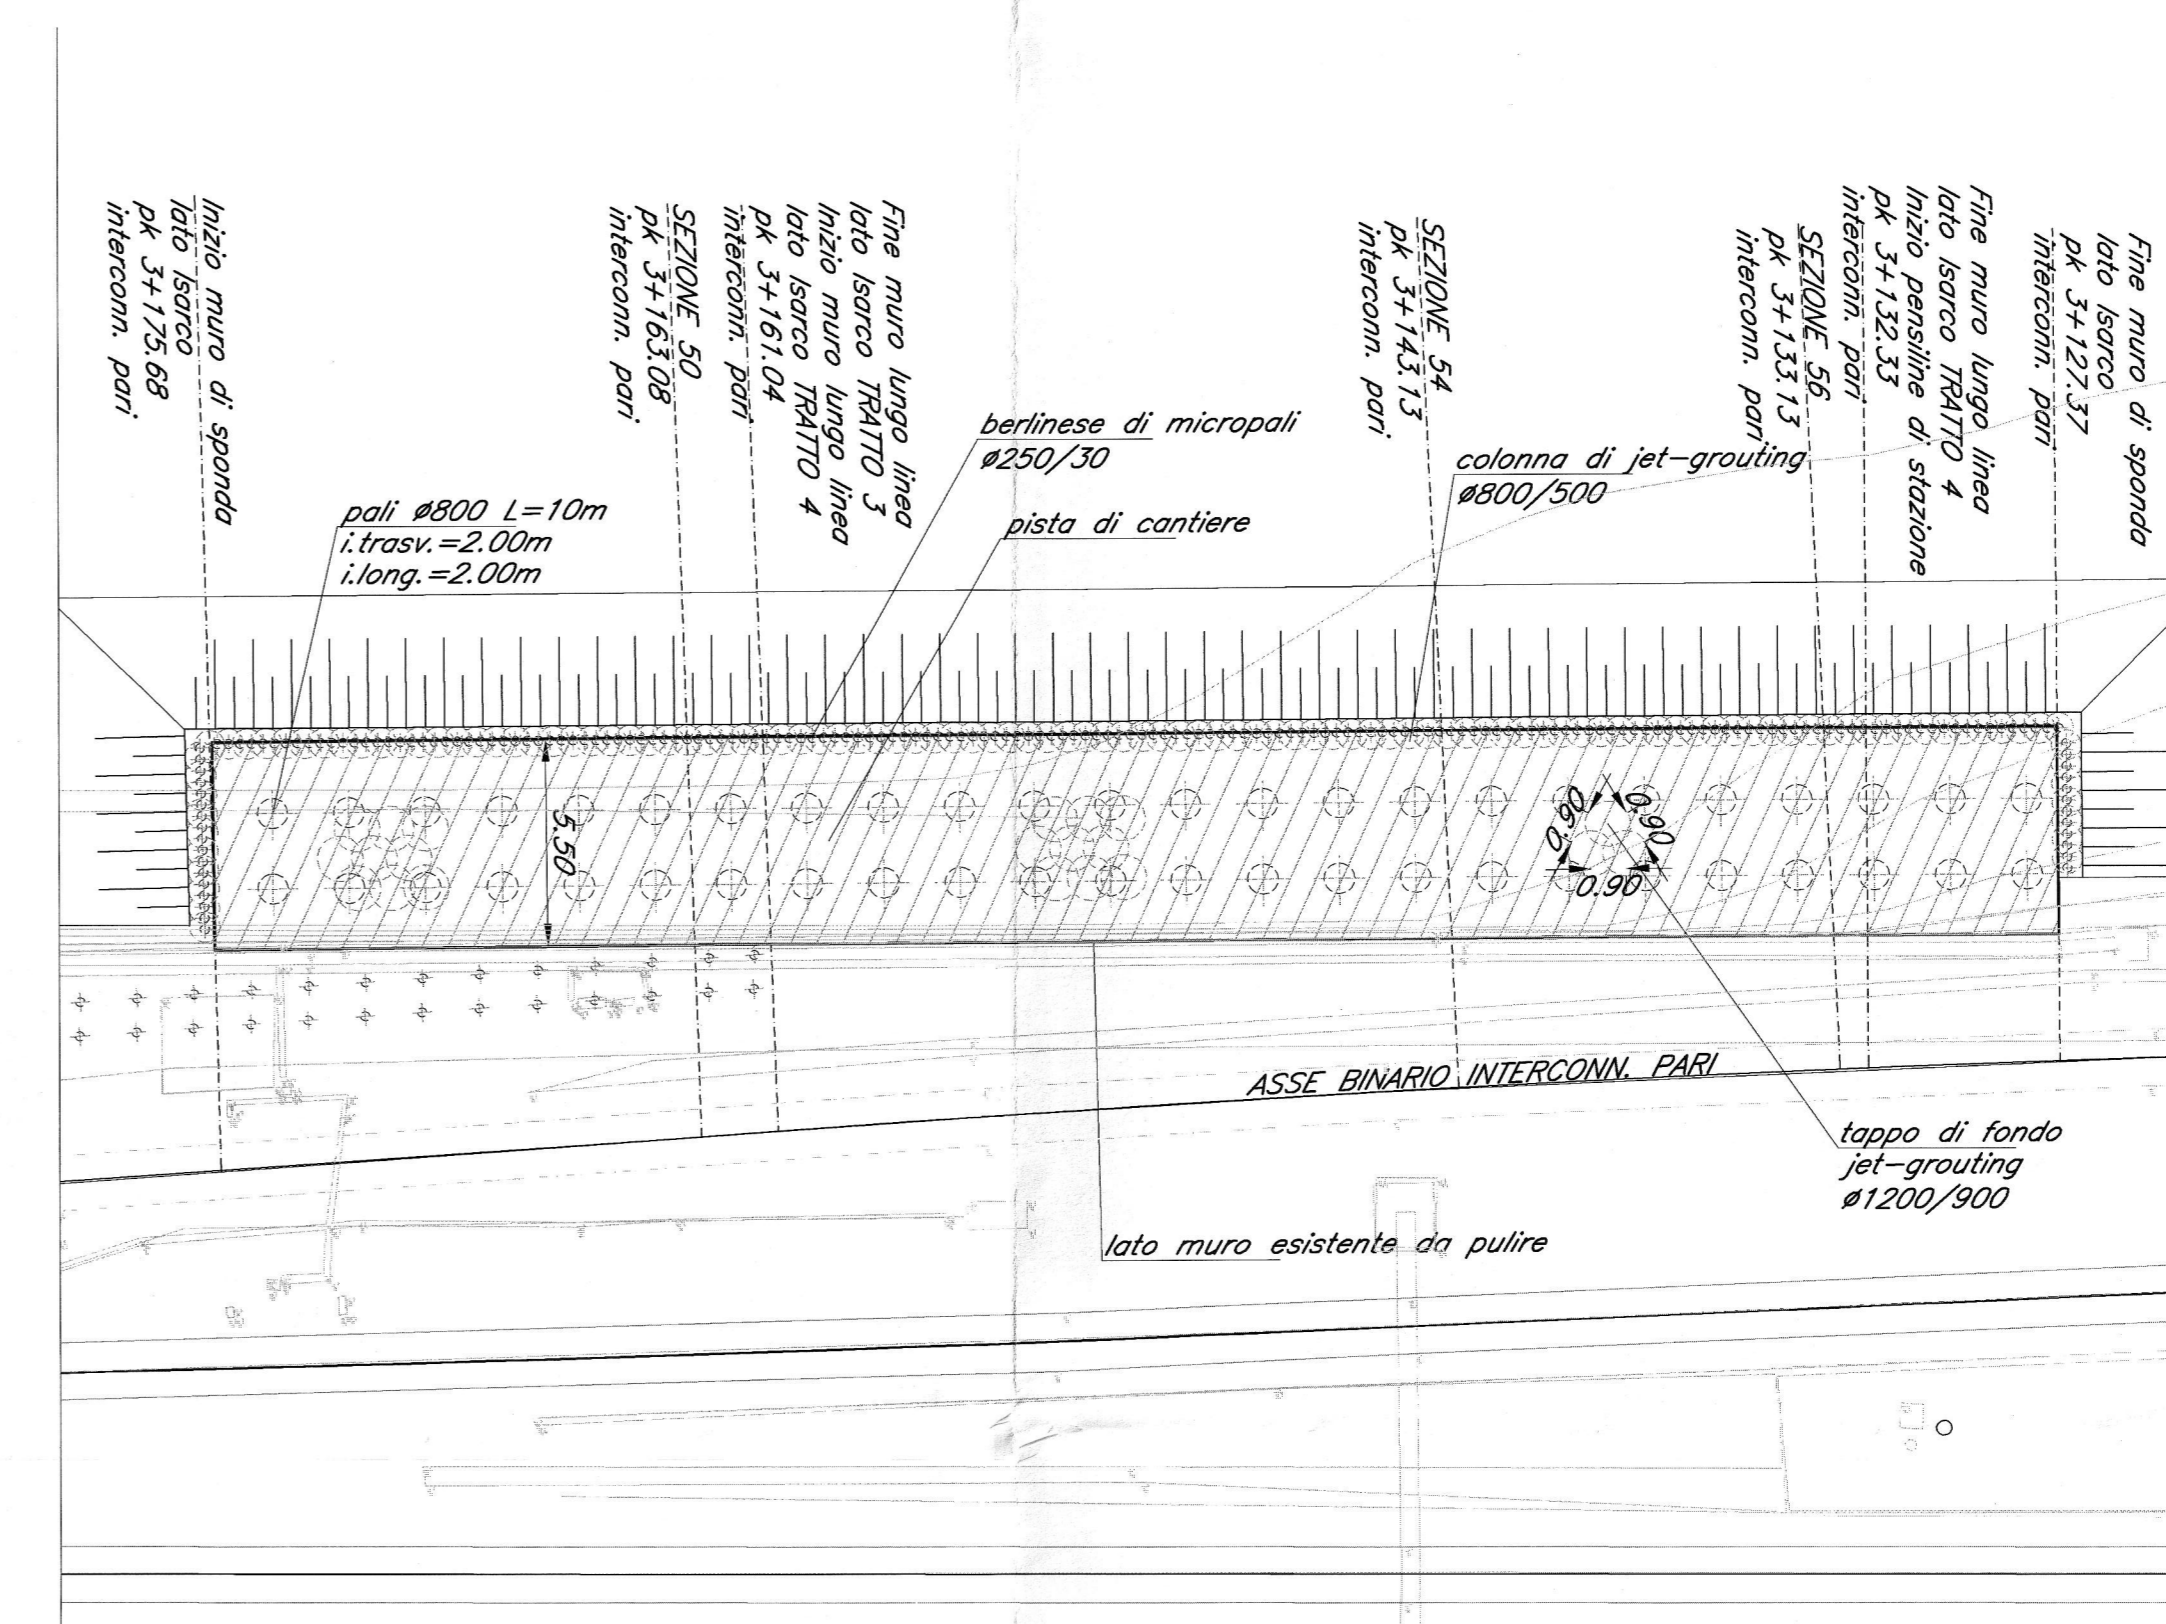 Inizio muro di sponda
lato Isarco
pk 3+175.68
interconn. pari
SEZIONE 50
pk 3+163.08
interconn. pari
Fine muro lungo linea
lato Isarco TRATTO 3
Inizio muro lungo linea
lato Isarco TRATTO 4
pk 3+161.04
interconn. pari
SEZIONE 54
pk 3+143.13
interconn. pari
Fine muro lungo linea
lato Isarco TRATTO 4
Inizio pensiline di stazione
pk 3+132.33
interconn. pari
SEZIONE 56
pk 3+133.13
interconn. pari
Fine muro di sponda
lato Isarco
pk 3+127.37
interconn. pari
berlinese di micropali
ø250/30
colonna di jet-grouting
ø800/500
pali ø800 L=10m
i.trasv.=2.00m
i.long.=2.00m
pista di cantiere
5.50
0.90
0.90
0.90
ASSE BINARIO INTERCONN. PARI
tappo di fondo
jet-grouting
ø1200/900
lato muro esistente da pulire